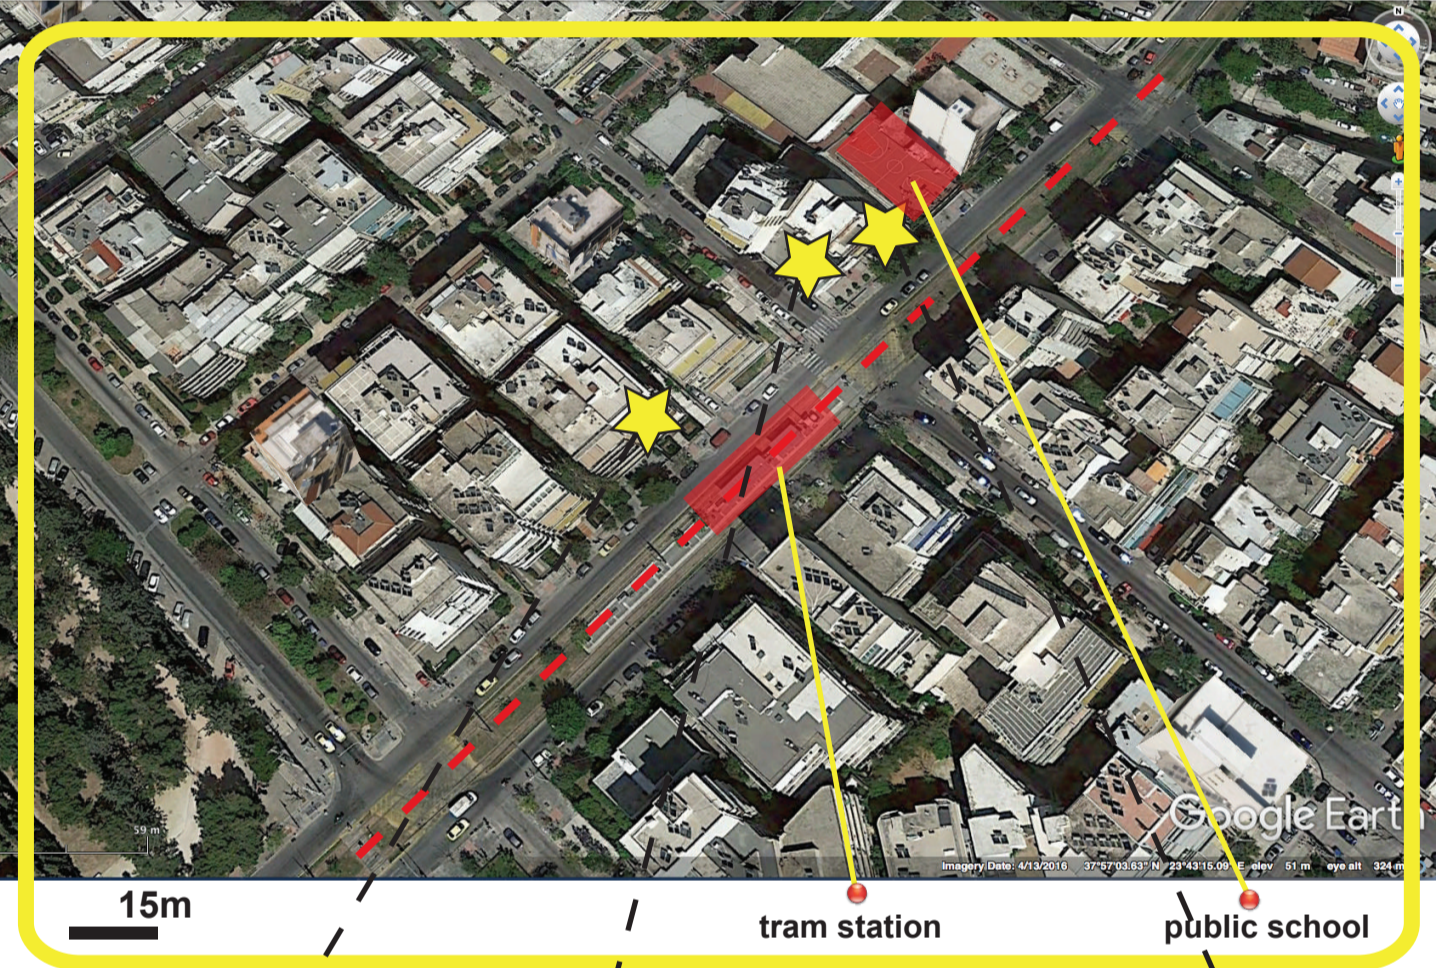 N
59 m
Google Earth
Imagery Date: 4/13/2016 37°57'03.63" N 23°43'15.09" E elev 51 m eye alt 324 m
15m
tram station
public school